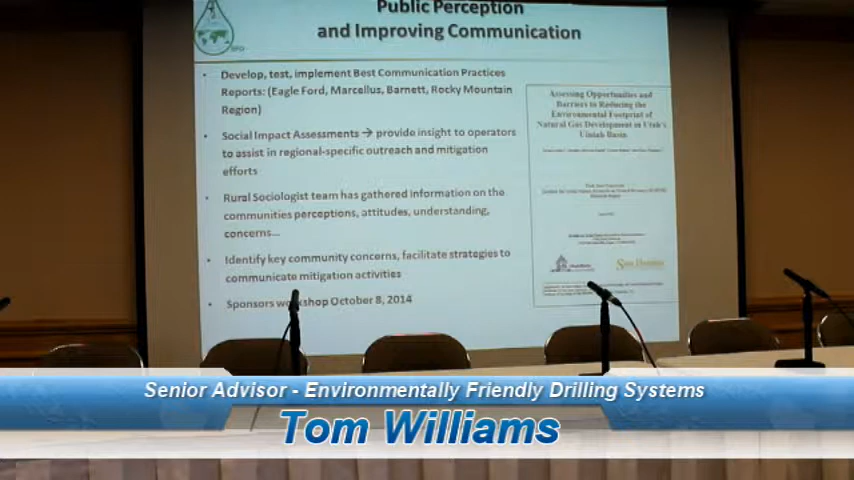 Public Perception
and Improving Communication
• Develop, test, implement Best Communication Practices
Reports: (Eagle Ford, Marcellus, Barnett, Rocky Mountain
Region)
• Social Impact Assessments → provide insight to operators
to assist in regional-specific outreach and mitigation
efforts
• Rural Sociologist team has gathered information on the
communities perceptions, attitudes, understanding,
concerns...
• Identify key community concerns, facilitate strategies to
communicate mitigation activities
• Sponsors workshop October 8, 2014
Assessing Opportunities and
Barriers to Reducing the
Environmental Footprint of
Natural Gas Development in Utah's
Uintah Basin
Senior Advisor - Environmentally Friendly Drilling Systems
Tom Williams